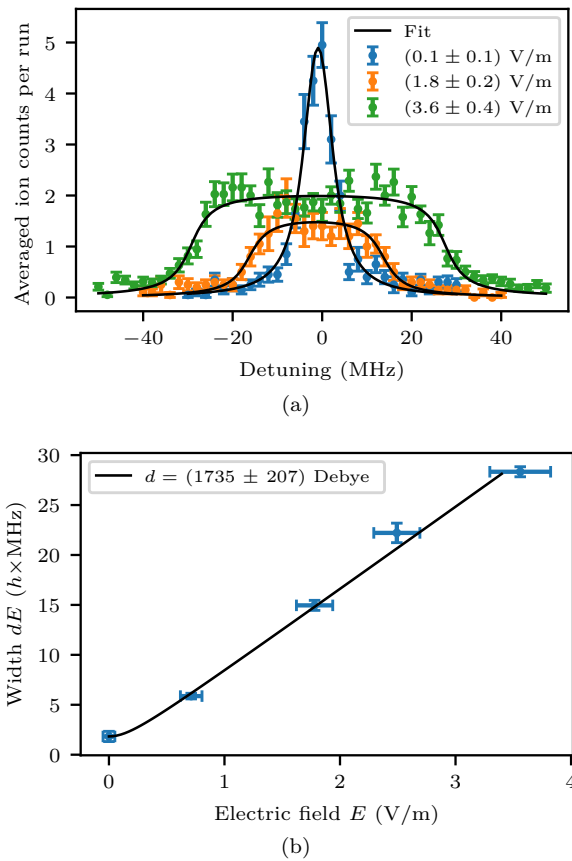 Fit
(0.1 ± 0.1) V/m
(1.8 ± 0.2) V/m
(3.6 ± 0.4) V/m
Averaged ion counts per run
5
4
3
2
1
0
−40 −20 0 20 40
Detuning (MHz)
(a)
d = (1735 ± 207) Debye
Width dE (h×MHz)
30
25
20
15
10
5
0
0 1 2 3 4
Electric field E (V/m)
(b)